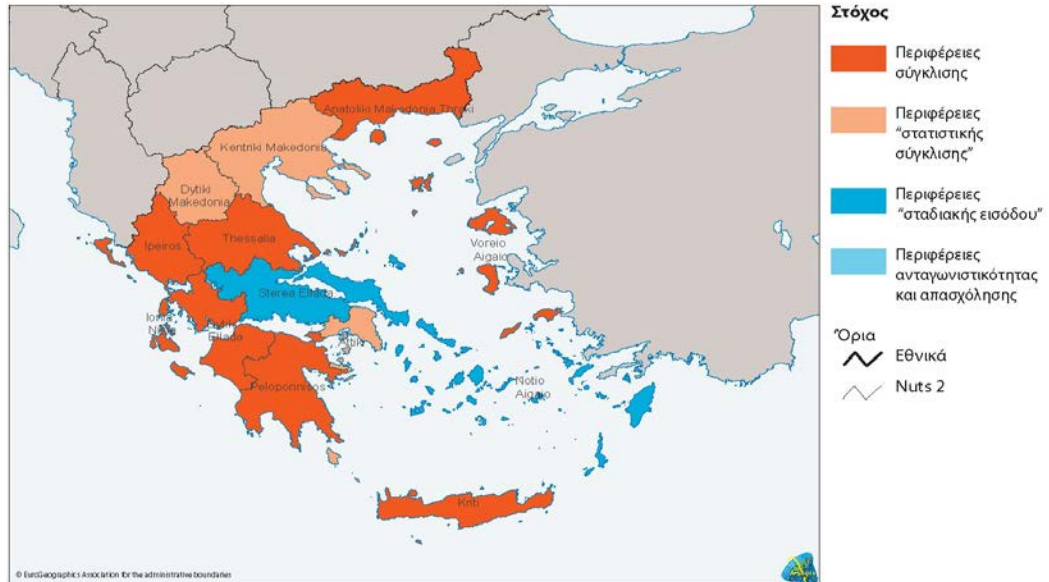 Στόχος
Περιφέρειες
σύγκλισης
Περιφέρειες
"στατιστικής
σύγκλισης"
Περιφέρειες
"σταδιακής εισόδου"
Περιφέρειες
ανταγωνιστικότητας
και απασχόλησης
Όρια
Εθνικά
Nuts 2
Anatoliki Makedonia Thraki
Kentriki Makedonia
Dytiki
Makedonia
Ipeiros
Thessalia
Voreio
Aigaio
Sterea Ellada
Ionia
Ellada
Attiki
Peloponnisos
Notio
Aigaio
Kriti
© EuroGeographics Association for the administrative boundaries